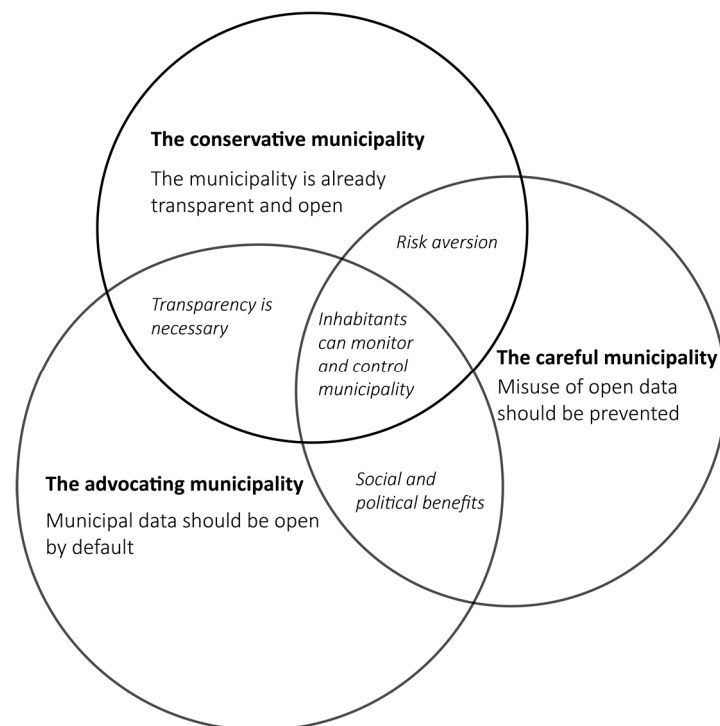 The conservative municipality
The municipality is already
transparent and open
Risk aversion
Transparency is
necessary
Inhabitants
can monitor
and control
municipality
The careful municipality
Misuse of open data
should be prevented
The advocating municipality
Municipal data should be open
by default
Social and
political benefits